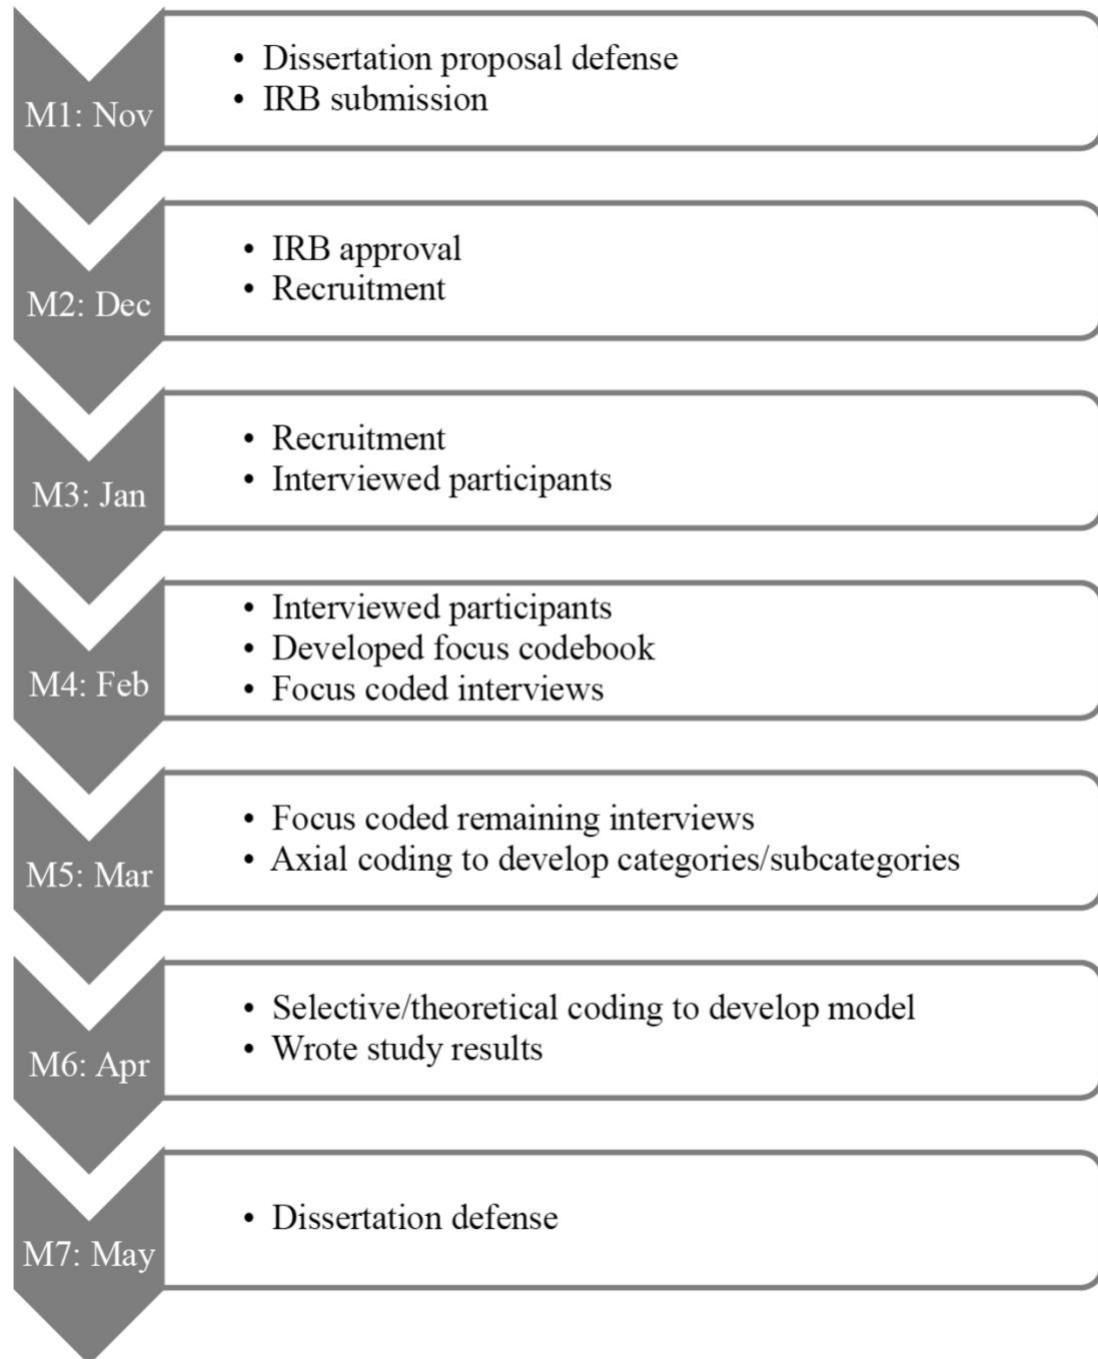 M1: Nov
• Dissertation proposal defense
• IRB submission
M2: Dec
• IRB approval
• Recruitment
M3: Jan
• Recruitment
• Interviewed participants
M4: Feb
• Interviewed participants
• Developed focus codebook
• Focus coded interviews
M5: Mar
• Focus coded remaining interviews
• Axial coding to develop categories/subcategories
M6: Apr
• Selective/theoretical coding to develop model
• Wrote study results
M7: May
• Dissertation defense